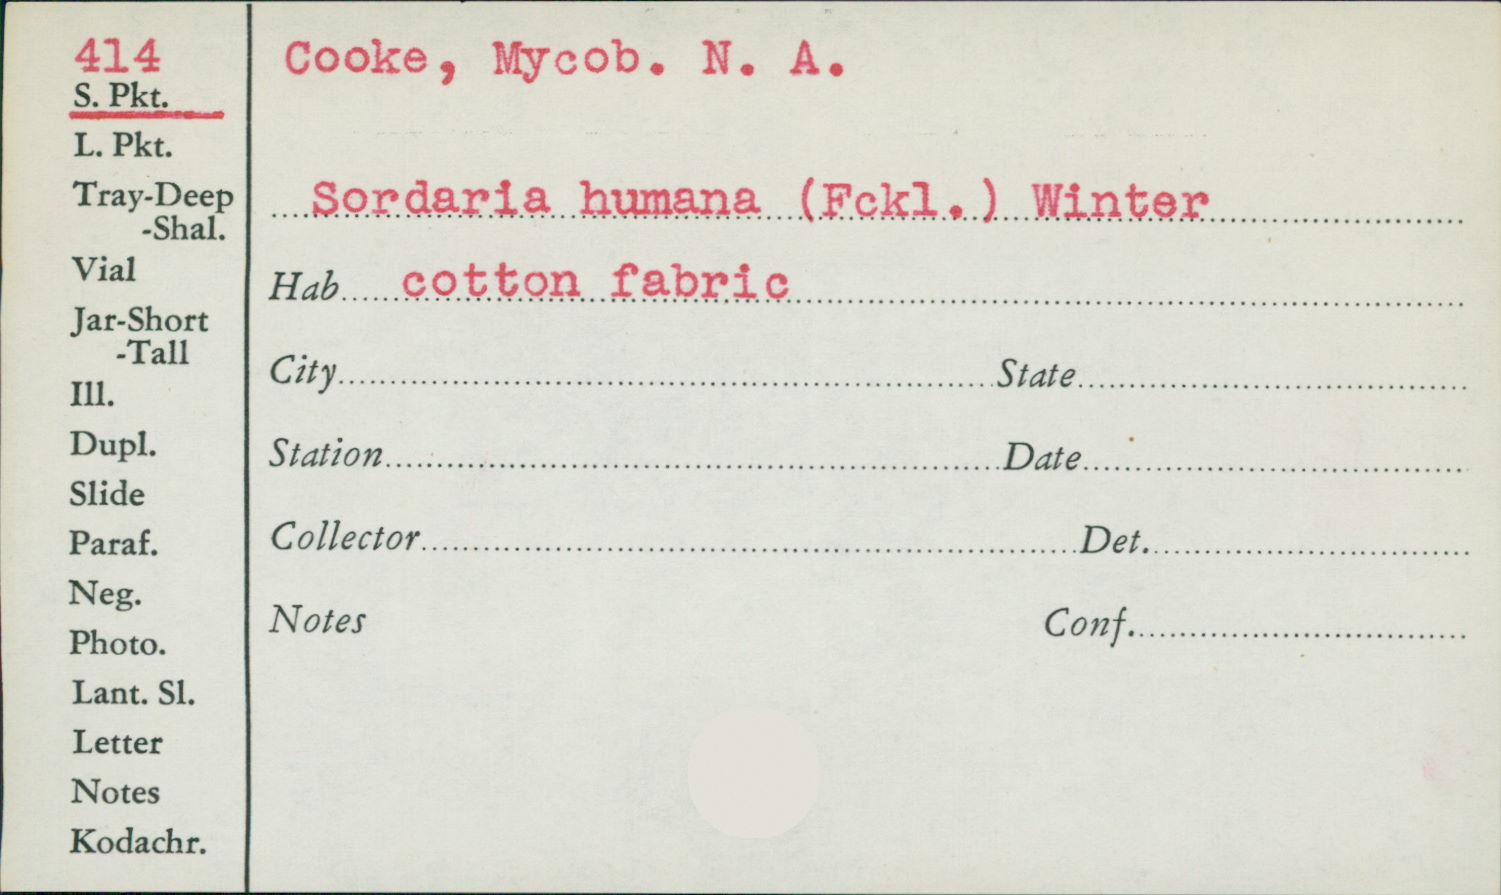 414
S. Pkt.
L. Pkt.
Tray-Deep
-Shal.
Vial
Jar-Short
-Tall
Ill.
Dupl.
Slide
Paraf.
Neg.
Photo.
Lant. Sl.
Letter
Notes
Kodachr.
Cooke, Mycob. N. A.
Sordaria humana (Fckl.) Winter
Hab. cotton fabric
City State
Station Date
Collector Det.
Notes Conf.